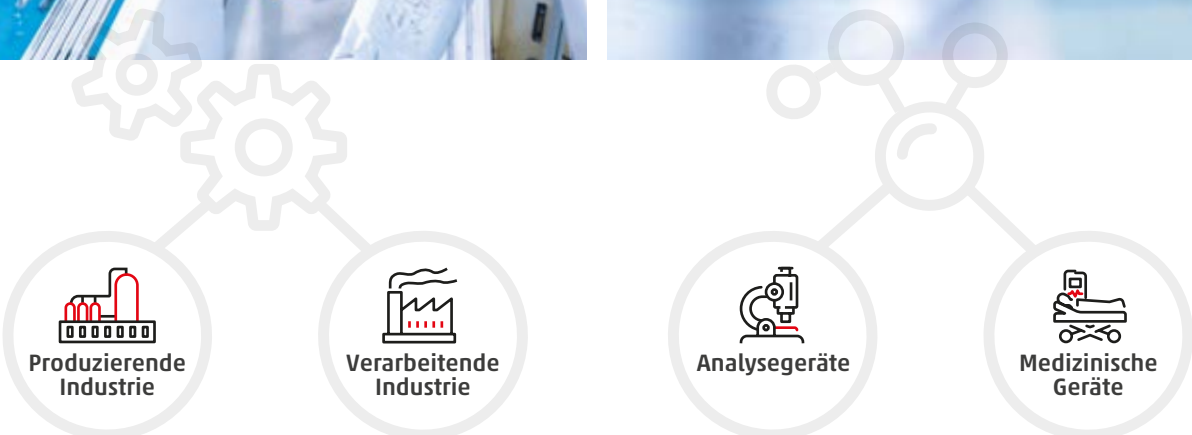 Produzierende
Industrie
Verarbeitende
Industrie
Analysegeräte
Medizinische
Geräte